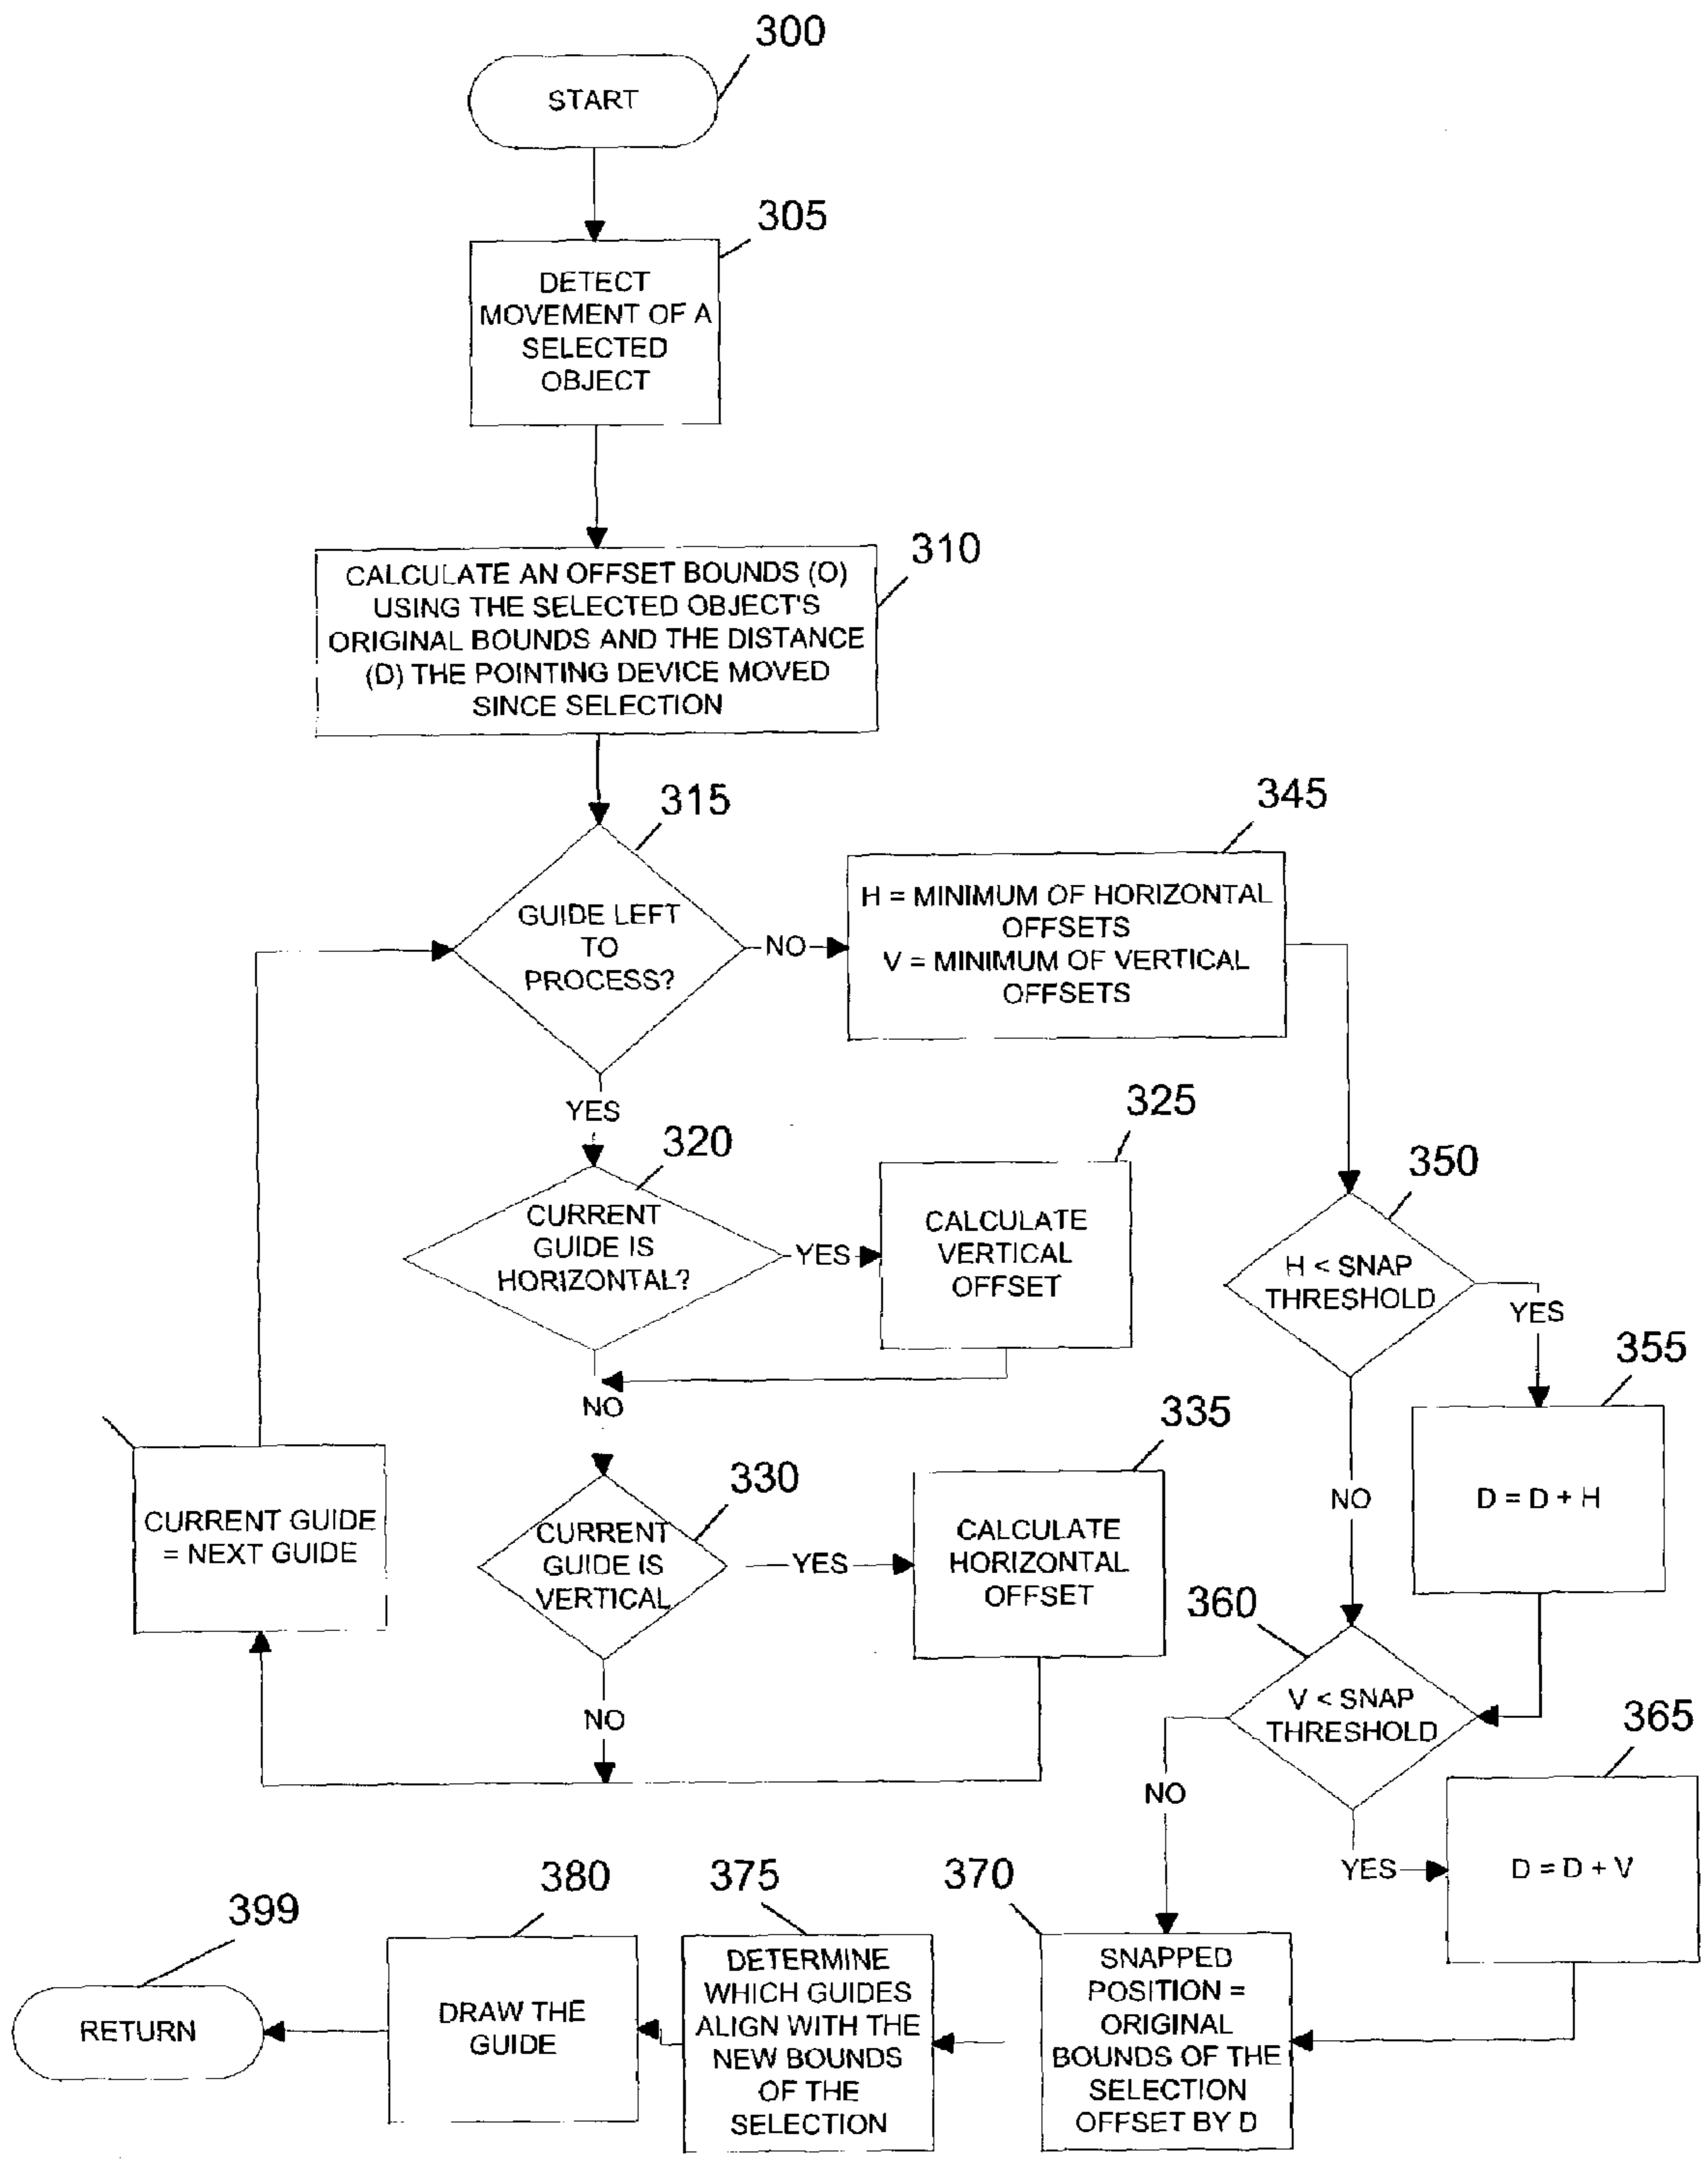 300
START
305
DETECT
MOVEMENT OF A
SELECTED
OBJECT
310
CALCULATE AN OFFSET BOUNDS (O)
USING THE SELECTED OBJECT'S
ORIGINAL BOUNDS AND THE DISTANCE
(D) THE POINTING DEVICE MOVED
SINCE SELECTION
315
GUIDE LEFT
TO
PROCESS?
NO
345
H = MINIMUM OF HORIZONTAL
OFFSETS
V = MINIMUM OF VERTICAL
OFFSETS
YES
320
CURRENT
GUIDE IS
HORIZONTAL?
YES
325
CALCULATE
VERTICAL
OFFSET
NO
350
H < SNAP
THRESHOLD
YES
355
D = D + H
NO
CURRENT GUIDE
= NEXT GUIDE
330
CURRENT
GUIDE IS
VERTICAL
YES
335
CALCULATE
HORIZONTAL
OFFSET
NO
360
V < SNAP
THRESHOLD
NO
YES
365
D = D + V
370
SNAPPED
POSITION =
ORIGINAL
BOUNDS OF THE
SELECTION
OFFSET BY D
375
DETERMINE
WHICH GUIDES
ALIGN WITH THE
NEW BOUNDS
OF THE
SELECTION
380
DRAW THE
GUIDE
399
RETURN